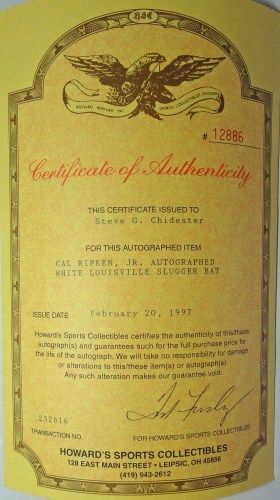 HSC
RICHARD HOWARD INC. SPORTS COLLECTIBLES
# 12886
Certificate of Authenticity
THIS CERTIFICATE ISSUED TO
Steve G. Chidester
FOR THIS AUTOGRAPHED ITEM
CAL RIPKEN, JR. AUTOGRAPHED
WHITE LOUISVILLE SLUGGER BAT
ISSUE DATE February 20, 1997
Howard's Sports Collectibles certifies the authenticity of this/these
autograph(s) and guarantees such for the full purchase price for
the life of the autograph. We will take no responsibility for damage
or alterations to this/these item(s) or autograph(s).
Any such alteration makes our guarantee void.
232616
TRANSACTION NO. FOR HOWARD'S SPORTS COLLECTIBLES
HOWARD'S SPORTS COLLECTIBLES
128 EAST MAIN STREET • LEIPSIC, OH 45856
(419) 943-2612